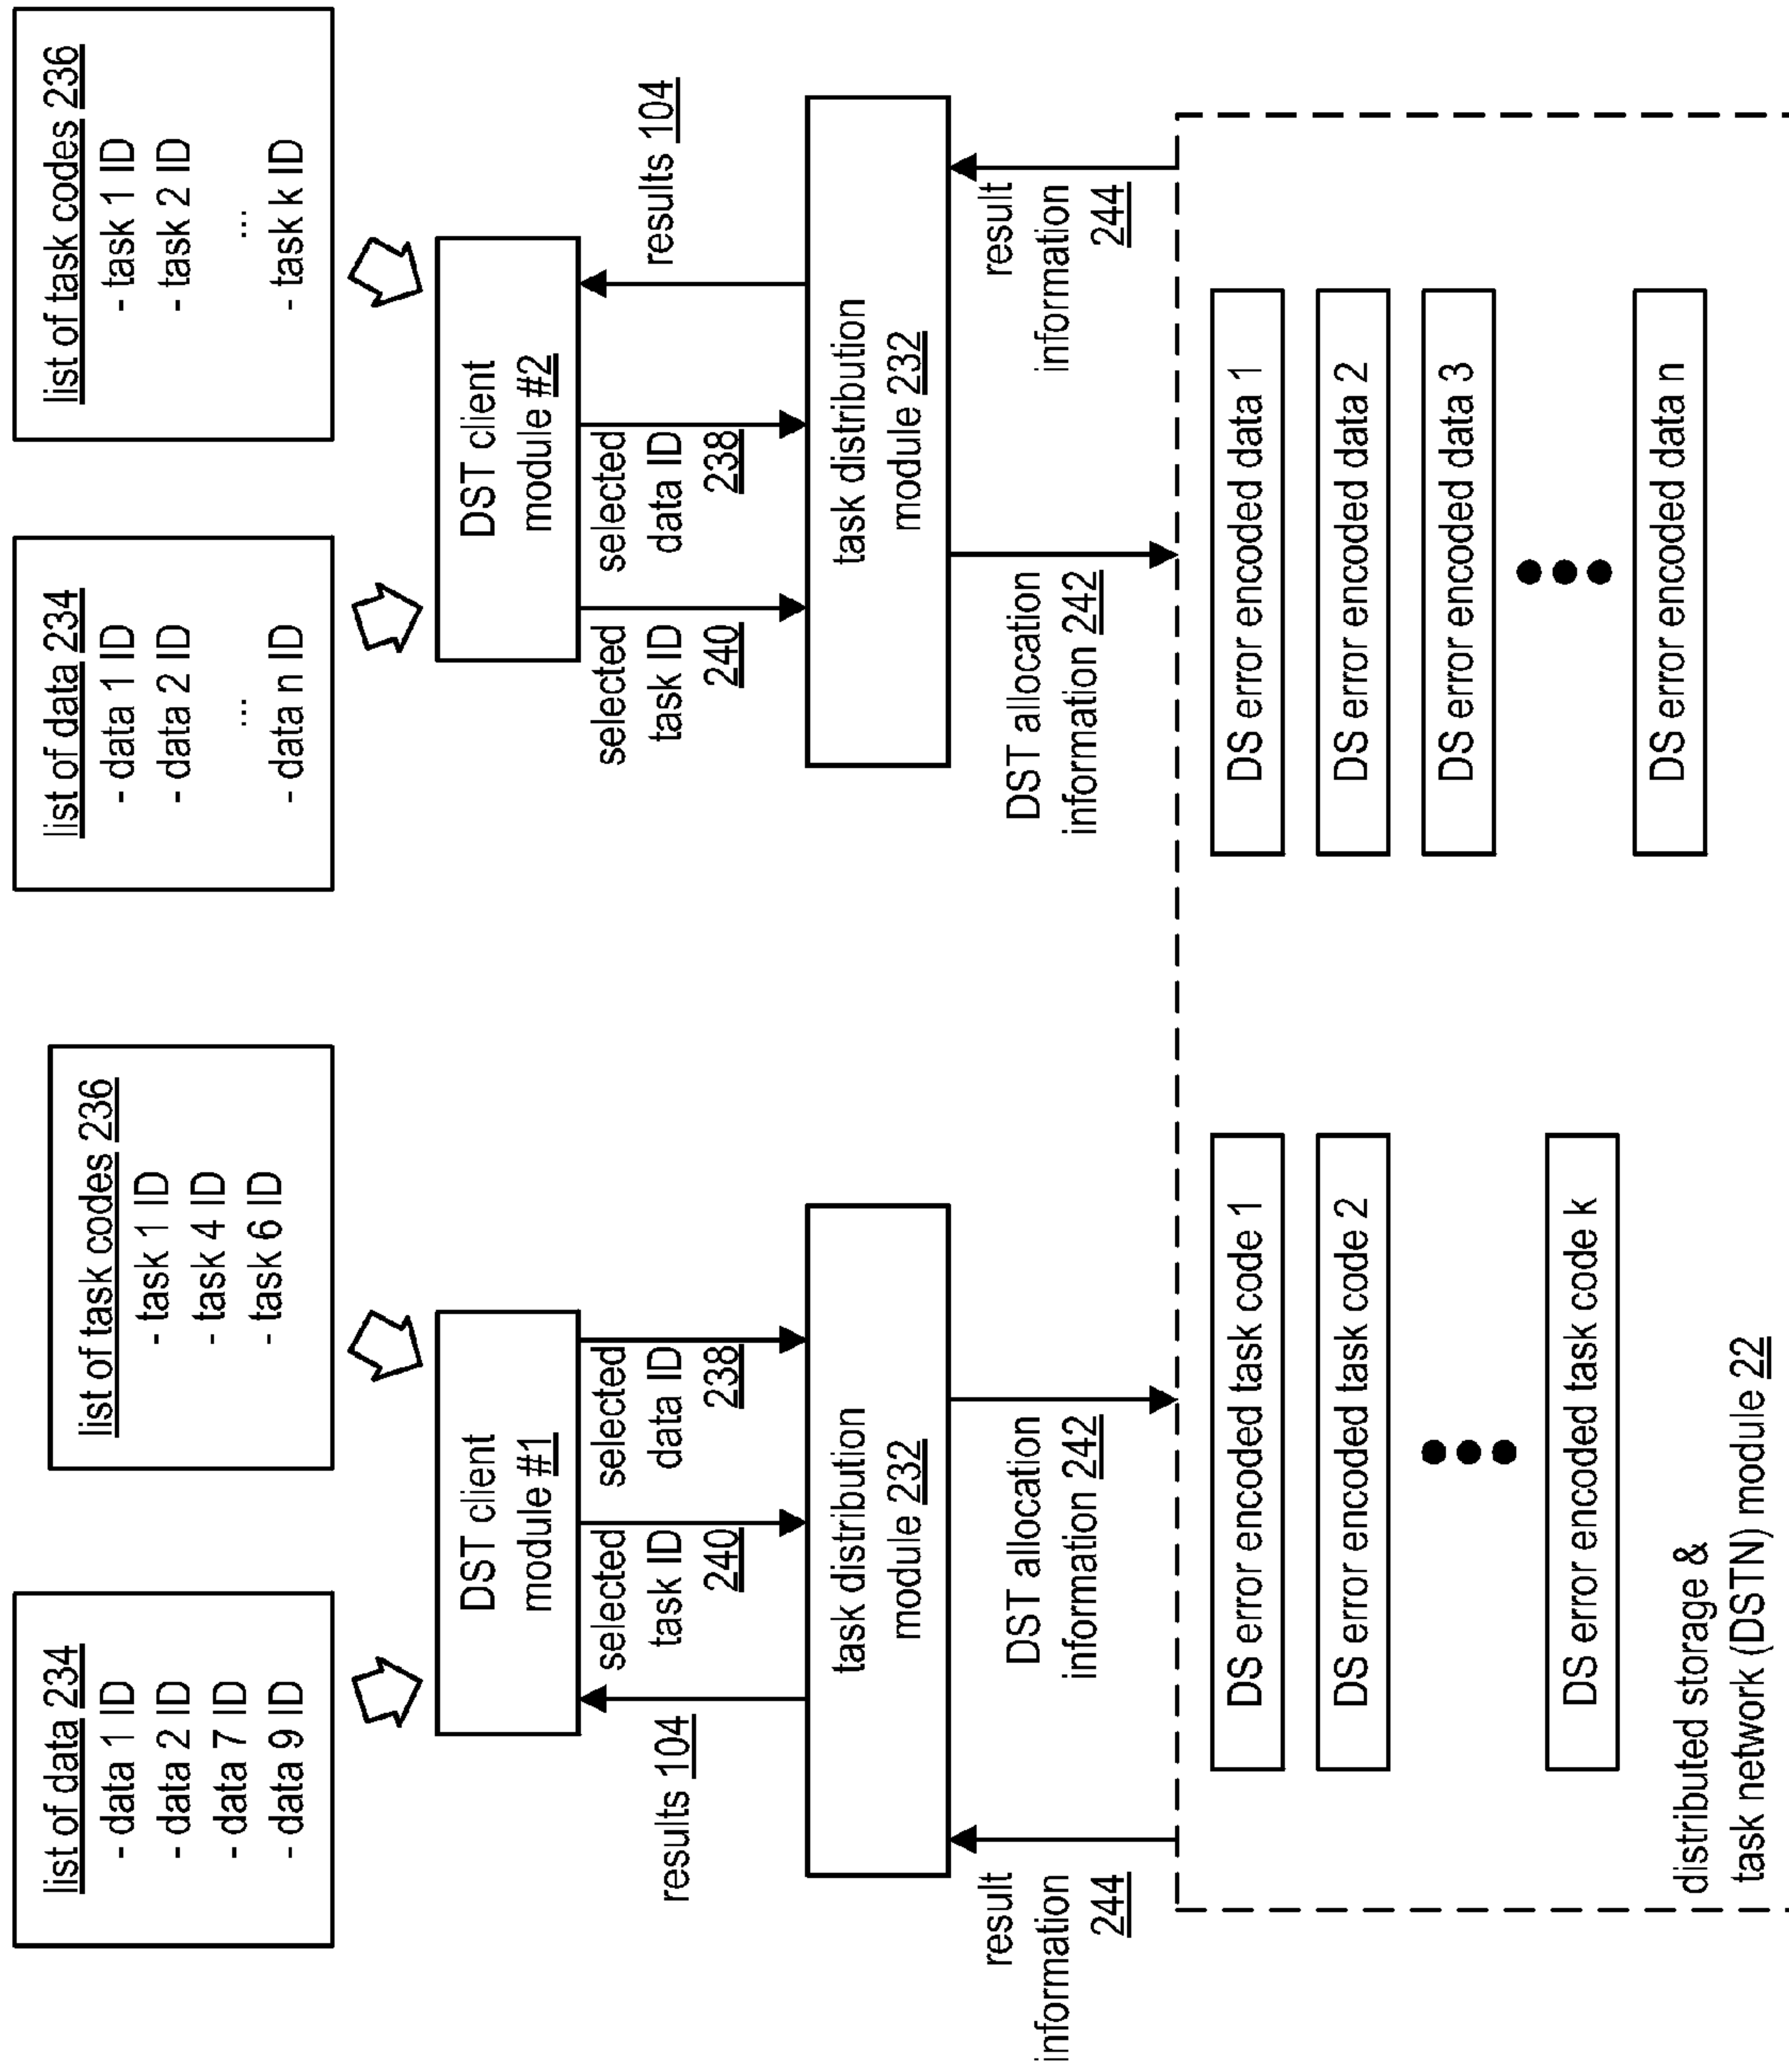 list of data 234
- data 1 ID
- data 2 ID
- data 7 ID
- data 9 ID
list of task codes 236
- task 1 ID
- task 4 ID
- task 6 ID
list of data 234
- data 1 ID
- data 2 ID
...
- data n ID
list of task codes 236
- task 1 ID
- task 2 ID
...
- task k ID
DST client
module #1
DST client
module #2
results 104
selected
task ID
240
selected
data ID
238
selected
task ID
240
selected
data ID
238
results 104
task distribution
module 232
task distribution
module 232
result
information
244
DST allocation
information 242
DST allocation
information 242
result
information
244
DS error encoded task code 1
DS error encoded task code 2
DS error encoded task code k
DS error encoded data 1
DS error encoded data 2
DS error encoded data 3
DS error encoded data n
distributed storage &
task network (DSTN) module 22